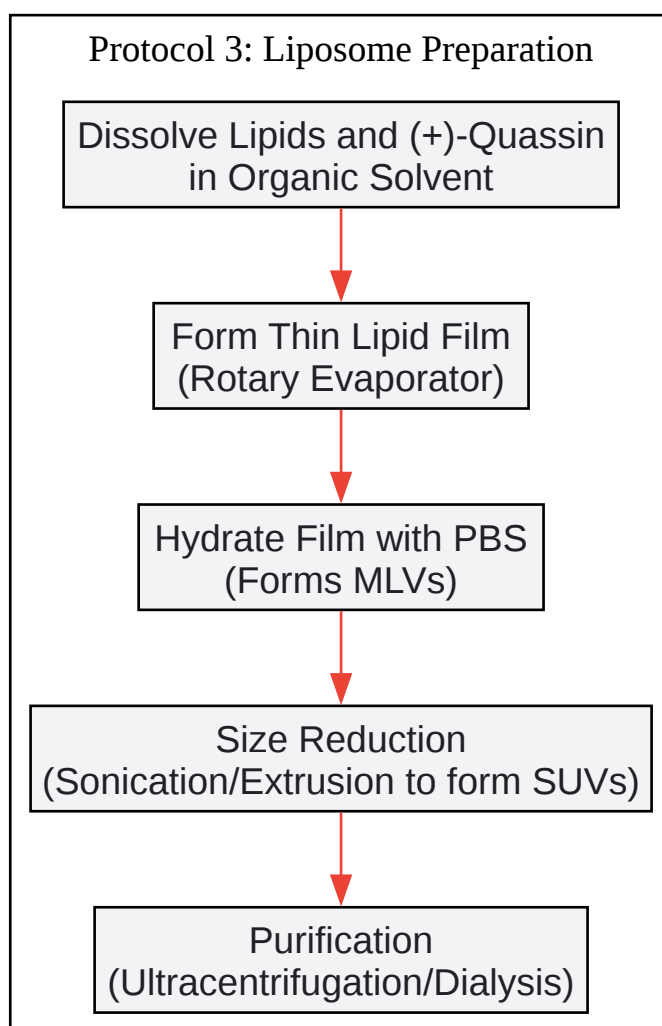 Protocol 3: Liposome Preparation
Dissolve Lipids and (+)-Quassin
in Organic Solvent
Form Thin Lipid Film
(Rotary Evaporator)
Hydrate Film with PBS
(Forms MLVs)
Size Reduction
(Sonication/Extrusion to form SUVs)
Purification
(Ultracentrifugation/Dialysis)